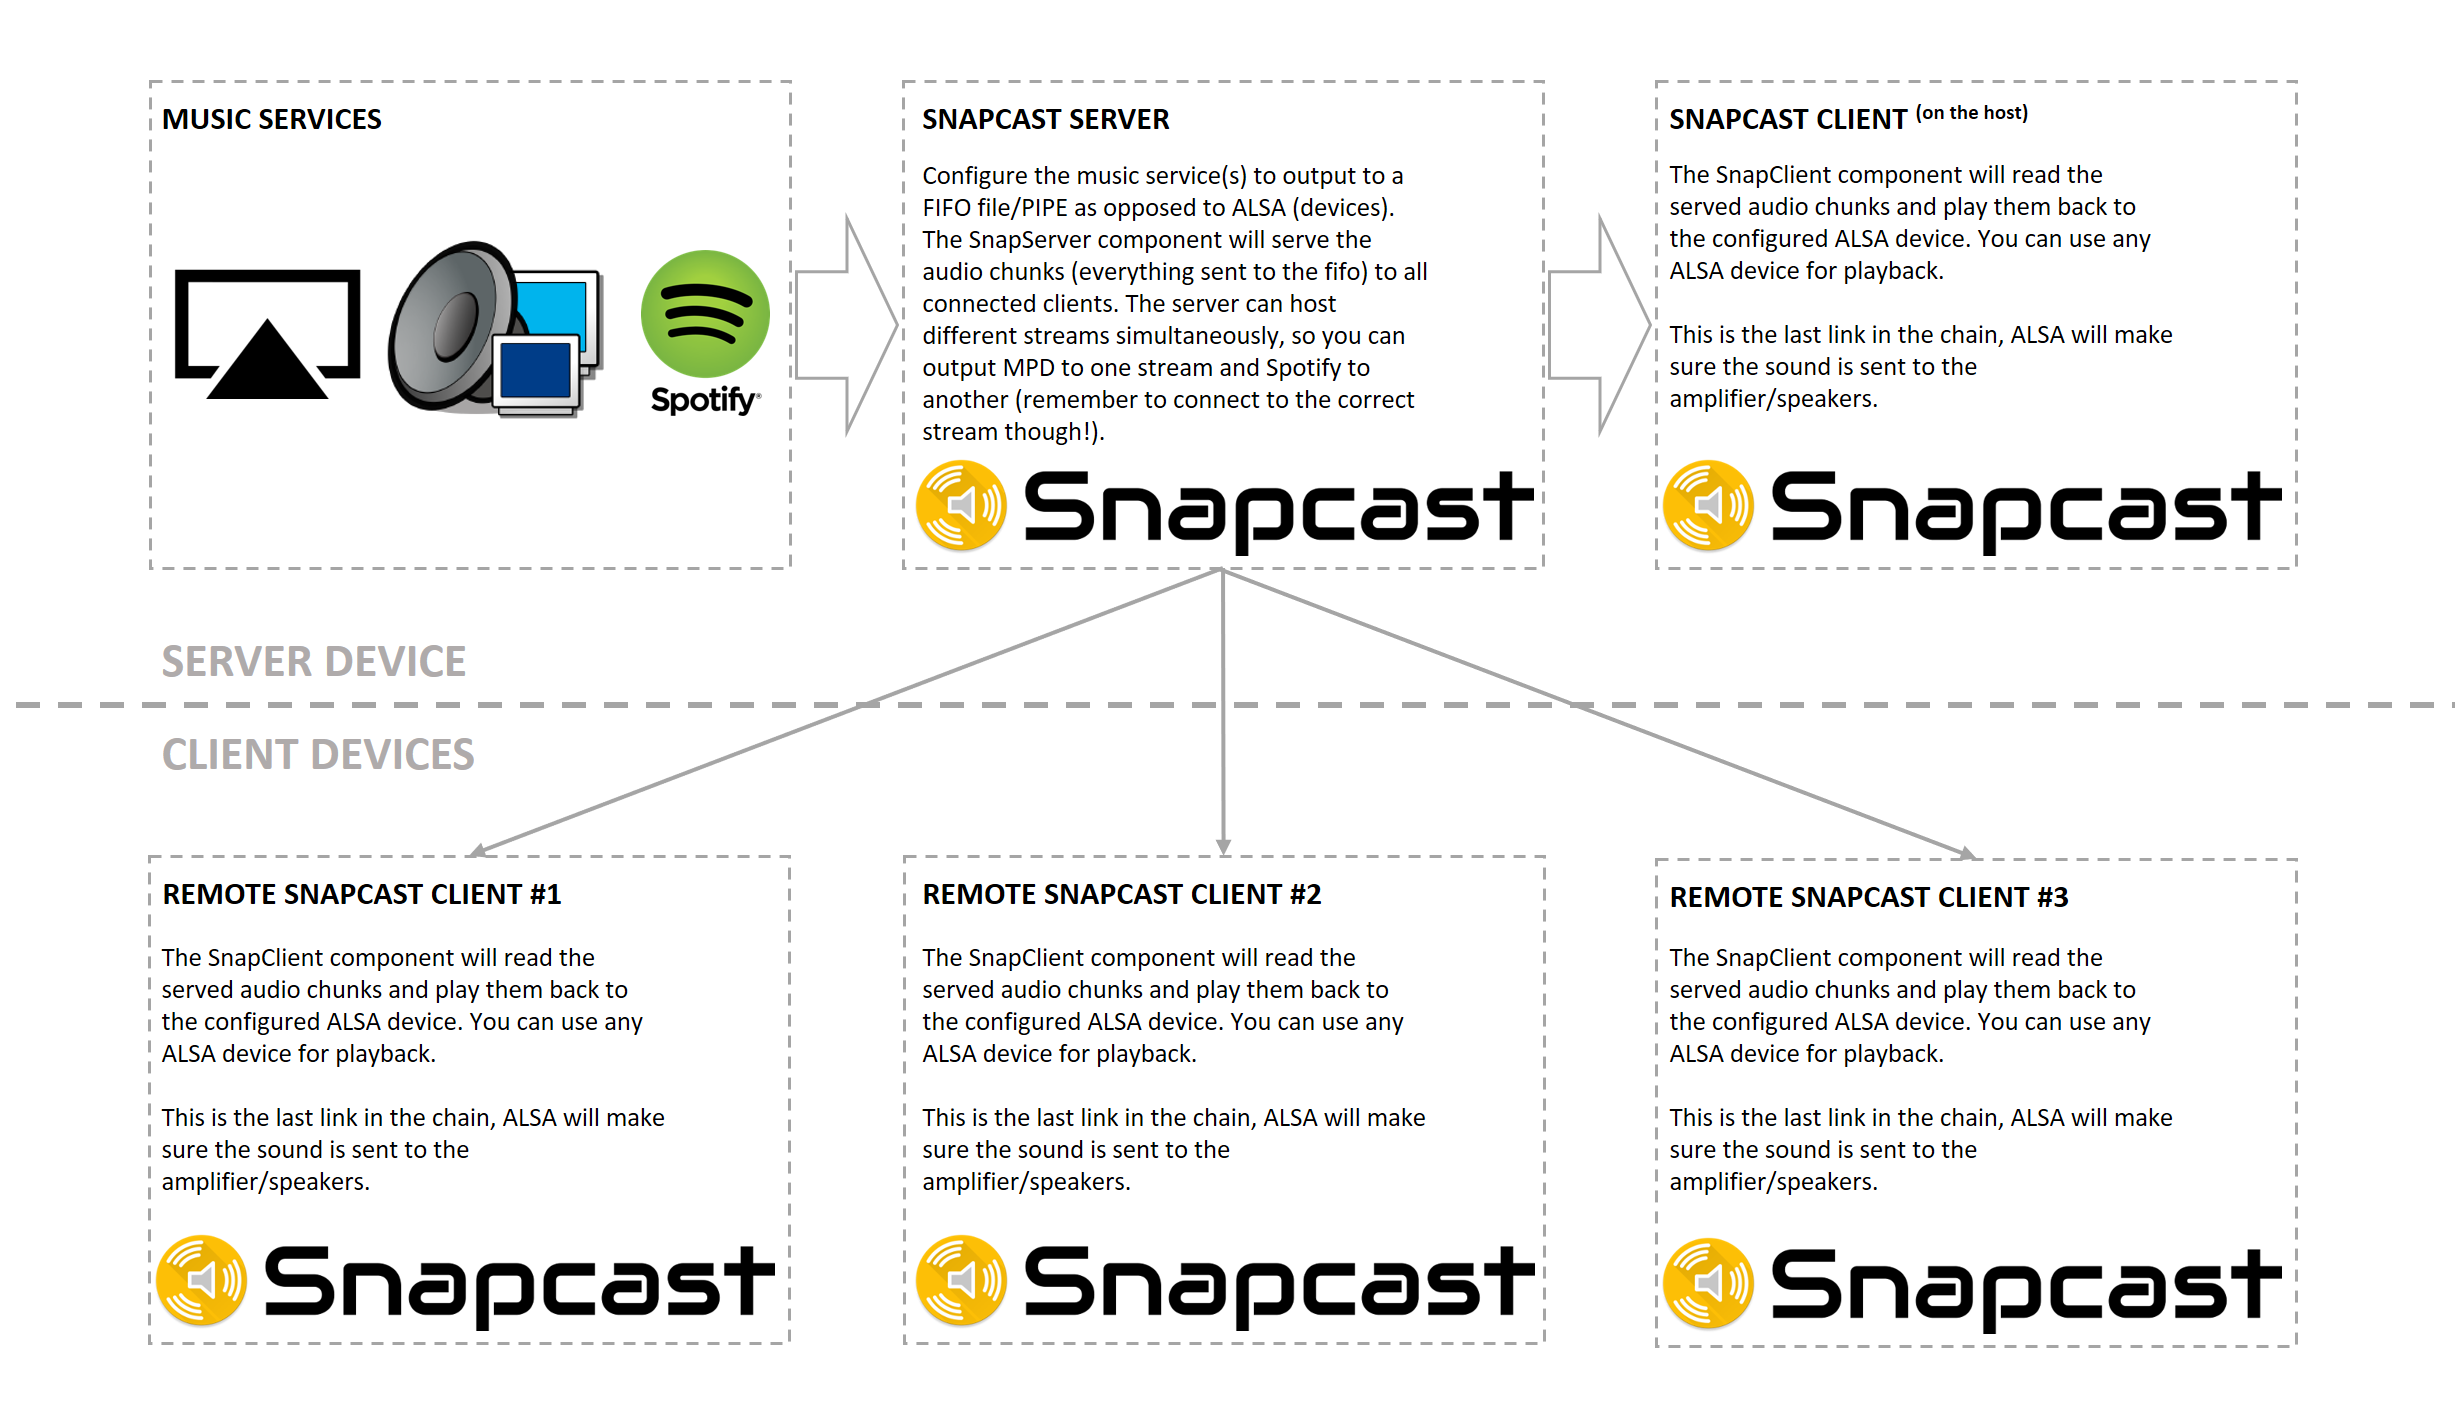 MUSIC SERVICES
Spotify®
SNAPCAST SERVER
Configure the music service(s) to output to a
FIFO file/PIPE as opposed to ALSA (devices).
The SnapServer component will serve the
audio chunks (everything sent to the fifo) to all
connected clients. The server can host
different streams simultaneously, so you can
output MPD to one stream and Spotify to
another (remember to connect to the correct
stream though!).
Snapcast
SNAPCAST CLIENT (on the host)
The SnapClient component will read the
served audio chunks and play them back to
the configured ALSA device. You can use any
ALSA device for playback.
This is the last link in the chain, ALSA will make
sure the sound is sent to the
amplifier/speakers.
Snapcast
SERVER DEVICE
CLIENT DEVICES
REMOTE SNAPCAST CLIENT #1
The SnapClient component will read the
served audio chunks and play them back to
the configured ALSA device. You can use any
ALSA device for playback.
This is the last link in the chain, ALSA will make
sure the sound is sent to the
amplifier/speakers.
Snapcast
REMOTE SNAPCAST CLIENT #2
The SnapClient component will read the
served audio chunks and play them back to
the configured ALSA device. You can use any
ALSA device for playback.
This is the last link in the chain, ALSA will make
sure the sound is sent to the
amplifier/speakers.
Snapcast
REMOTE SNAPCAST CLIENT #3
The SnapClient component will read the
served audio chunks and play them back to
the configured ALSA device. You can use any
ALSA device for playback.
This is the last link in the chain, ALSA will make
sure the sound is sent to the
amplifier/speakers.
Snapcast